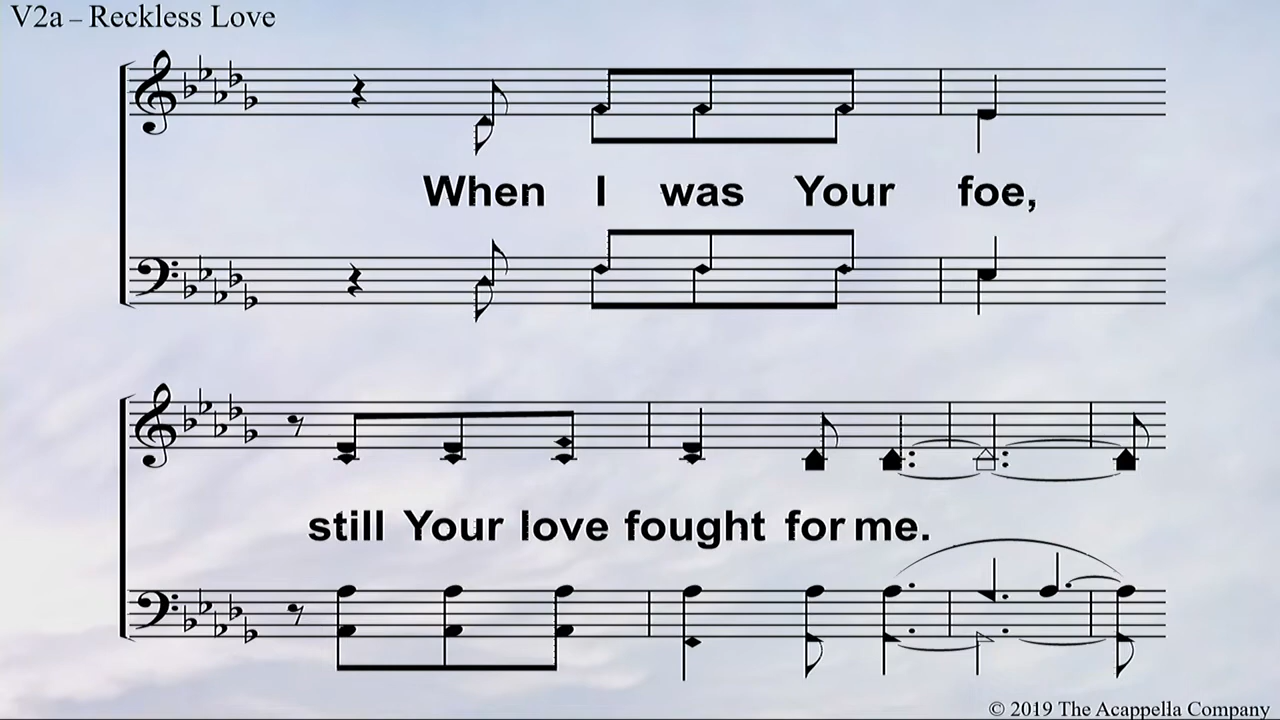 V2a – Reckless Love
When I was Your foe,
still Your love fought for me.
© 2019 The Acappella Company